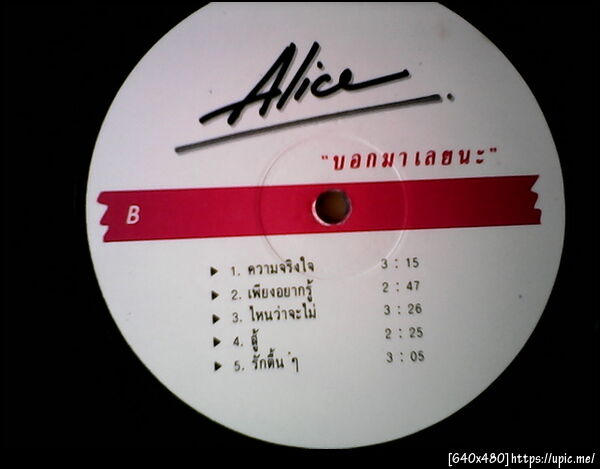 Alice
"บอกมาเลยนะ"
B
1. ความจริงใจ 3 : 15
2. เพียงอยากรู้ 2 : 47
3. ไหนว่าจะไม่ 3 : 26
4. ตู้ 2 : 25
5. รักตื้น ๆ 3 : 05
[640x480]https://upic.me/